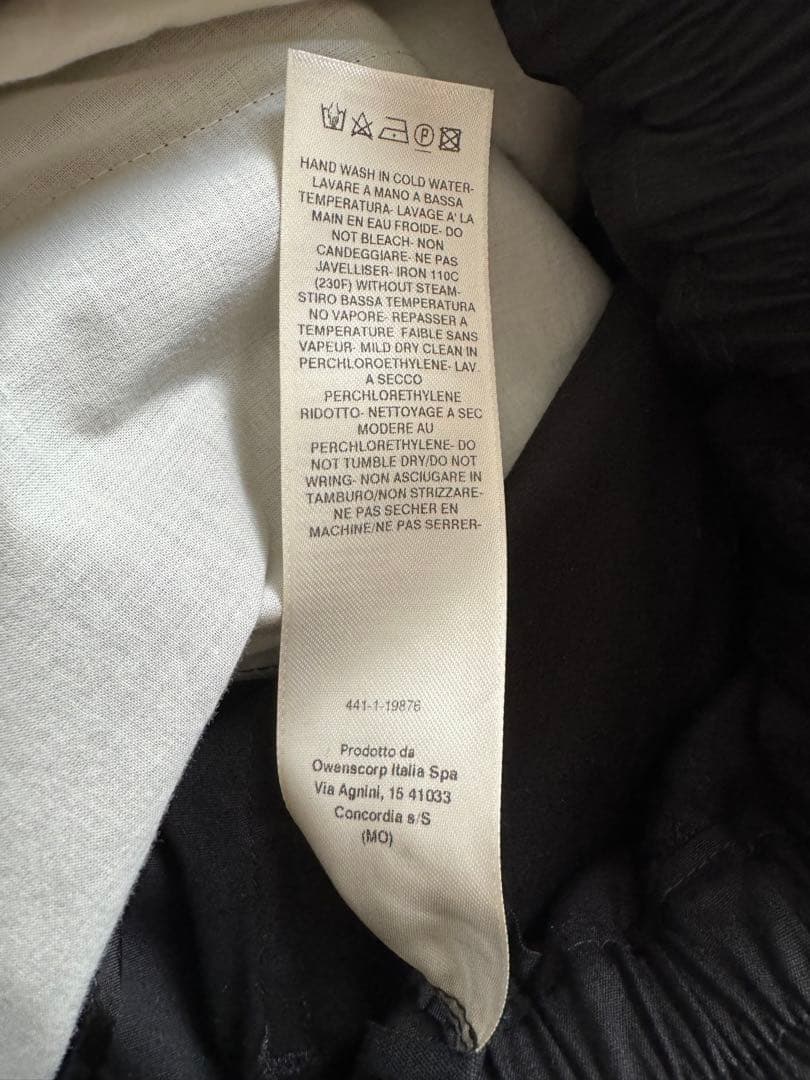 P
HAND WASH IN COLD WATER-
LAVARE A MANO A BASSA
TEMPERATURA- LAVAGE A' LA
MAIN EN EAU FROIDE- DO
NOT BLEACH- NON
CANDEGGIARE- NE PAS
JAVELLISER- IRON 110C
(230F) WITHOUT STEAM-
STIRO BASSA TEMPERATURA
NO VAPORE- REPASSER A
TEMPERATURE FAIBLE SANS
VAPEUR- MILD DRY CLEAN IN
PERCHLOROETHYLENE- LAV.
A SECCO
PERCHLORETHYLENE
RIDOTTO- NETTOYAGE A SEC
MODERE AU
PERCHLORETHYLENE- DO
NOT TUMBLE DRY/DO NOT
WRING- NON ASCIUGARE IN
TAMBURO/NON STRIZZARE-
NE PAS SECHER EN
MACHINE/NE PAS SERRER-
441-1-19876
Prodotto da
Owenscorp Italia Spa
Via Agnini, 15 41033
Concordia s/S
(MO)